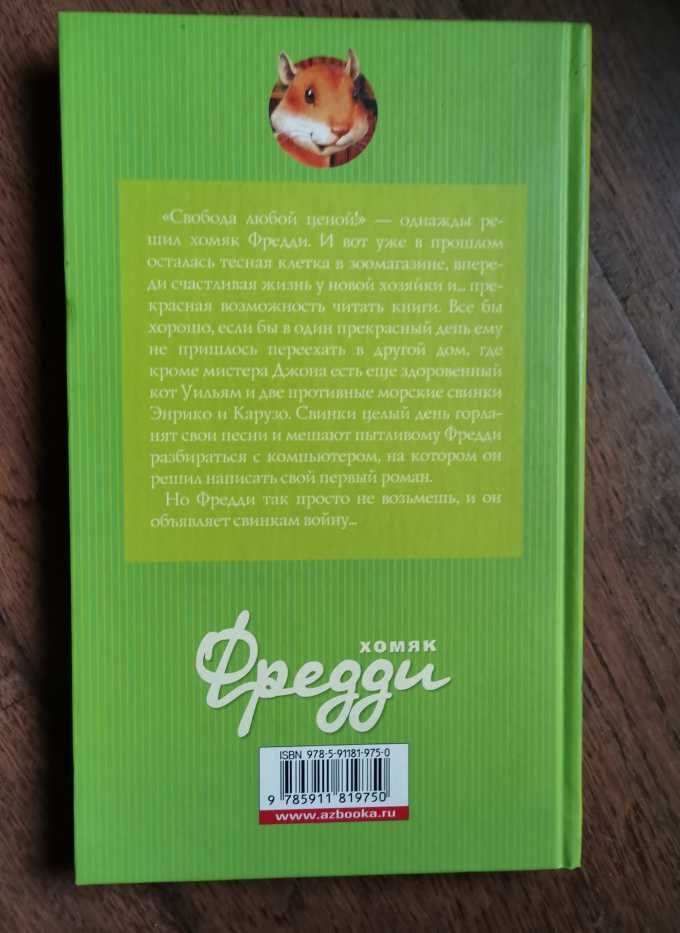 «Свобода любой ценой!» — однажды ре-
шил хомяк Фредди. И вот уже в прошлом
осталась тесная клетка в зоомагазине, впере-
ди счастливая жизнь у новой хозяйки и... пре-
красная возможность читать книги. Все бы
хорошо, если бы в один прекрасный день ему
не пришлось переехать в другой дом, где
кроме мистера Джона есть еще здоровенный
кот Уильям и две противные морские свинки
Энрико и Карузо. Свинки целый день горла-
нят свои песни и мешают пытливому Фредди
разбираться с компьютером, на котором он
решил написать свой первый роман.
Но Фредди так просто не возьмешь, и он
объявляет свинкам войну...
ХОМЯК
Фредди
ISBN 978-5-91181-975-0
9 785911 819750
www.azbooka.ru